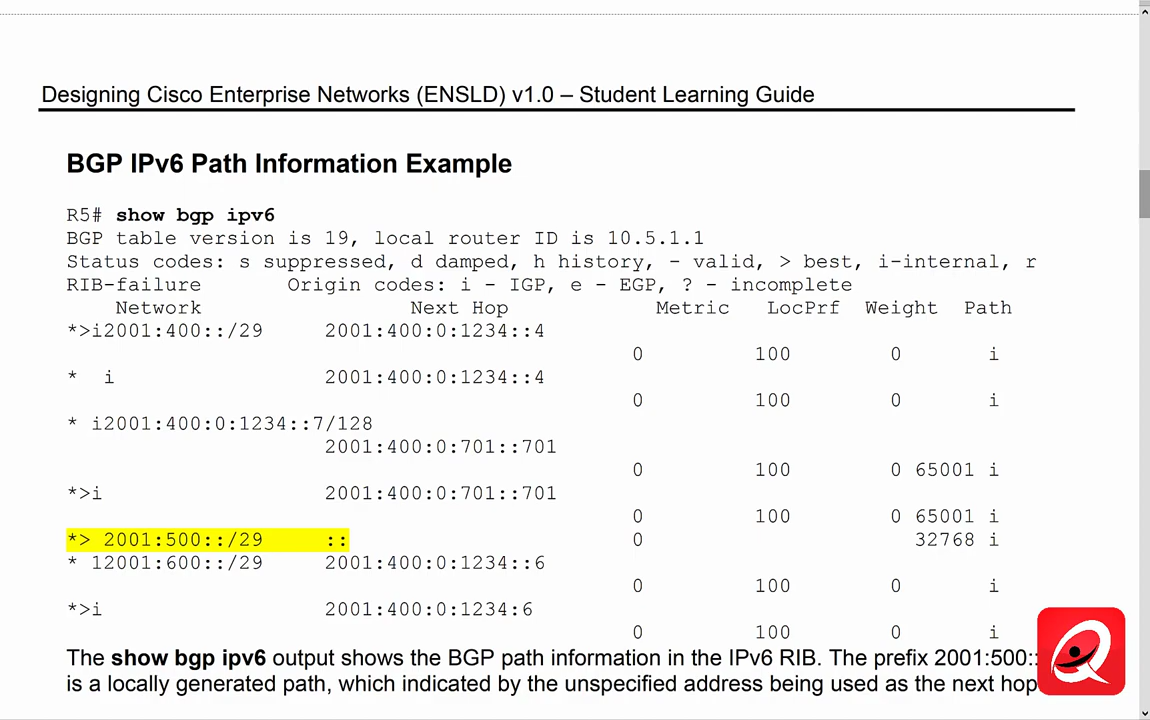 Designing Cisco Enterprise Networks (ENSLD) v1.0 – Student Learning Guide
BGP IPv6 Path Information Example
R5# show bgp ipv6
BGP table version is 19, local router ID is 10.5.1.1
Status codes: s suppressed, d damped, h history, - valid, > best, i-internal, r
RIB-failure Origin codes: i - IGP, e - EGP, ? - incomplete
Network Next Hop Metric LocPrf Weight Path
*>i2001:400::/29 2001:400:0:1234::4
0 100 0 i
* i 2001:400:0:1234::4
0 100 0 i
* i2001:400:0:1234::7/128
2001:400:0:701::701
0 100 0 65001 i
*>i 2001:400:0:701::701
0 100 0 65001 i
*> 2001:500::/29 :: 0 32768 i
* 12001:600::/29 2001:400:0:1234::6
0 100 0 i
*>i 2001:400:0:1234:6
0 100 0 i
The show bgp ipv6 output shows the BGP path information in the IPv6 RIB. The prefix 2001:500::
is a locally generated path, which indicated by the unspecified address being used as the next hop